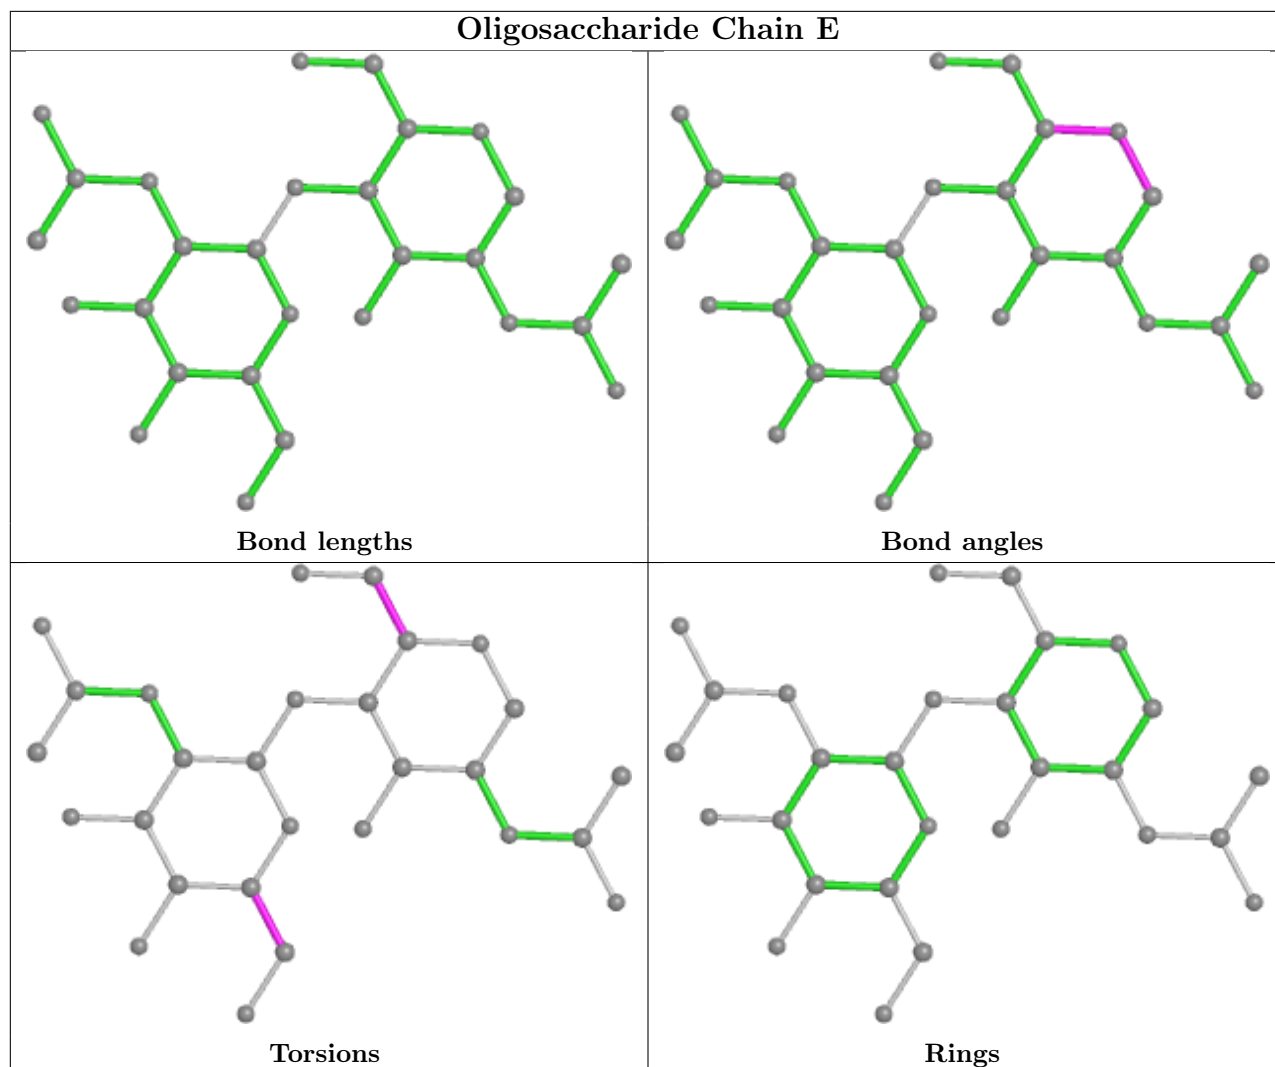 Oligosaccharide Chain E
Bond lengths
Bond angles
Torsions
Rings